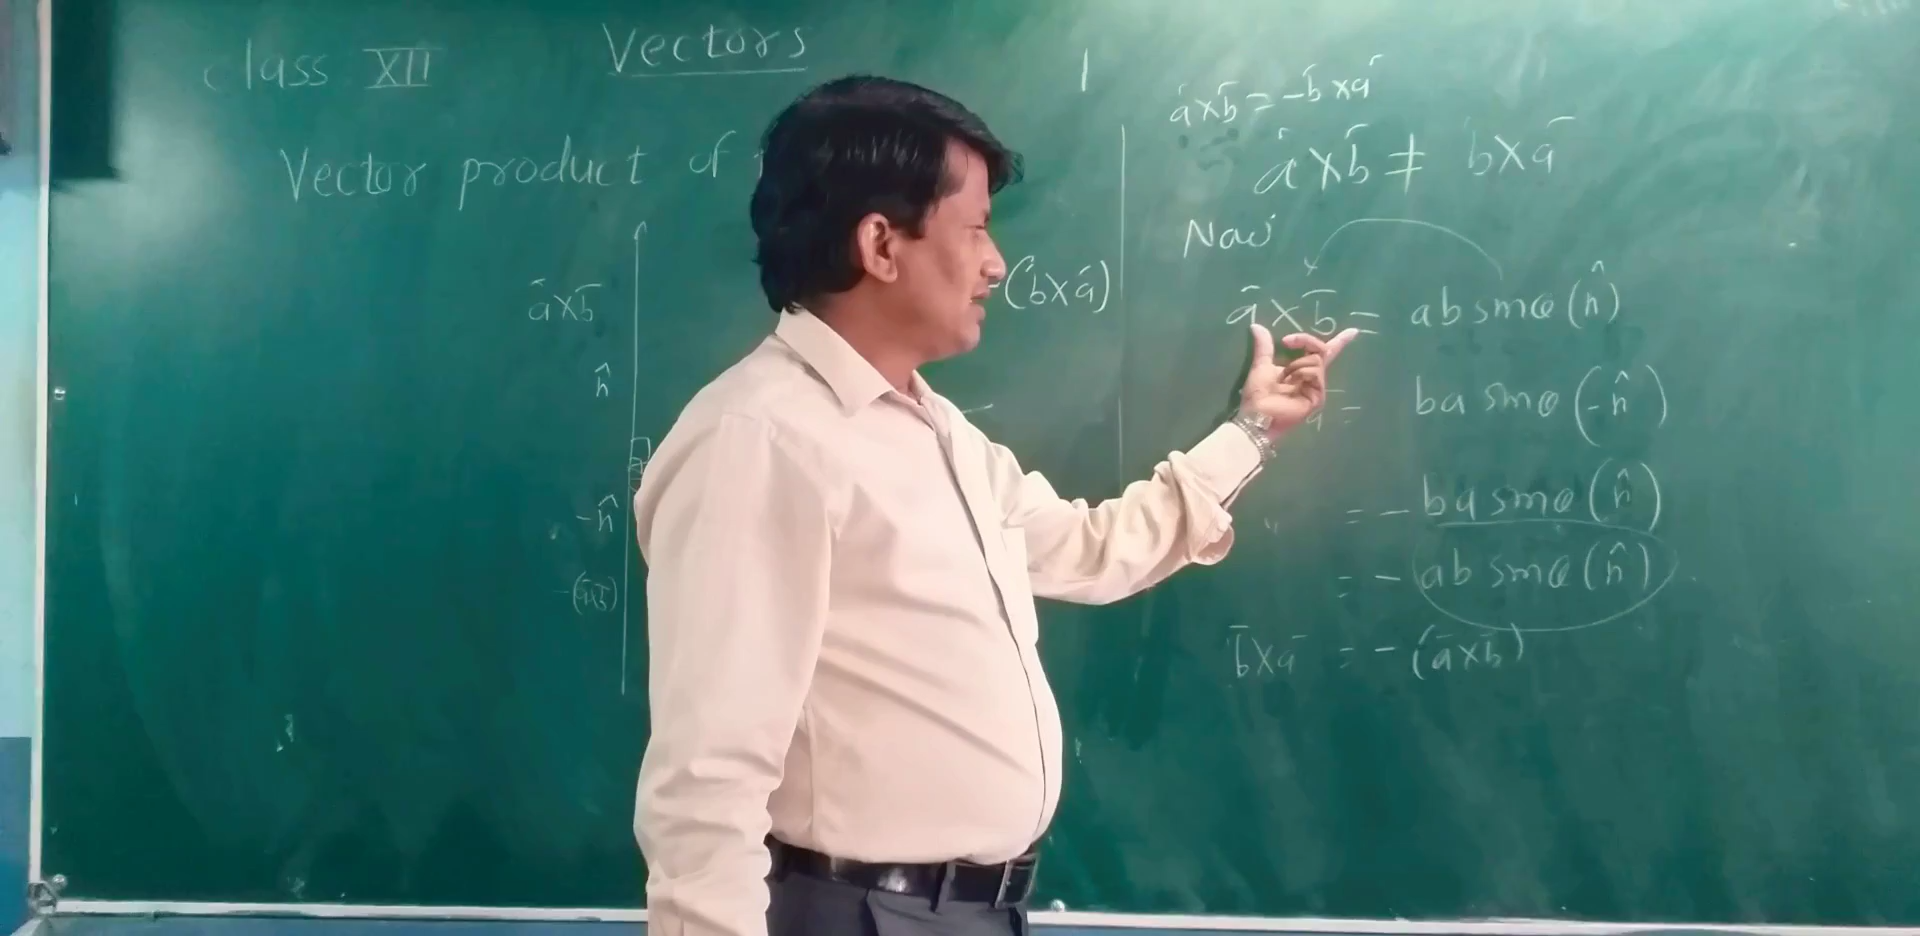 class XII
Vectors
Vector product of
ā×b̄
n̂
-n̂
-(ā×b̄)
(b̄×ā)
ā×b̄ = -b̄×ā
ā×b̄ ≠ b̄×ā
Now
ā×b̄ = ab sinθ (n̂)
ā = ba sinθ (-n̂)
= - ba sinθ (n̂)
= - ab sinθ (n̂)
b̄×ā = - (ā×b̄)